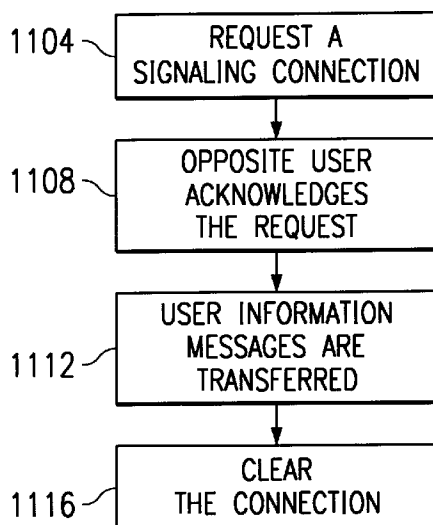 1104
REQUEST A
SIGNALING CONNECTION
1108
OPPOSITE USER
ACKNOWLEDGES
THE REQUEST
1112
USER INFORMATION
MESSAGES ARE
TRANSFERRED
1116
CLEAR
THE CONNECTION